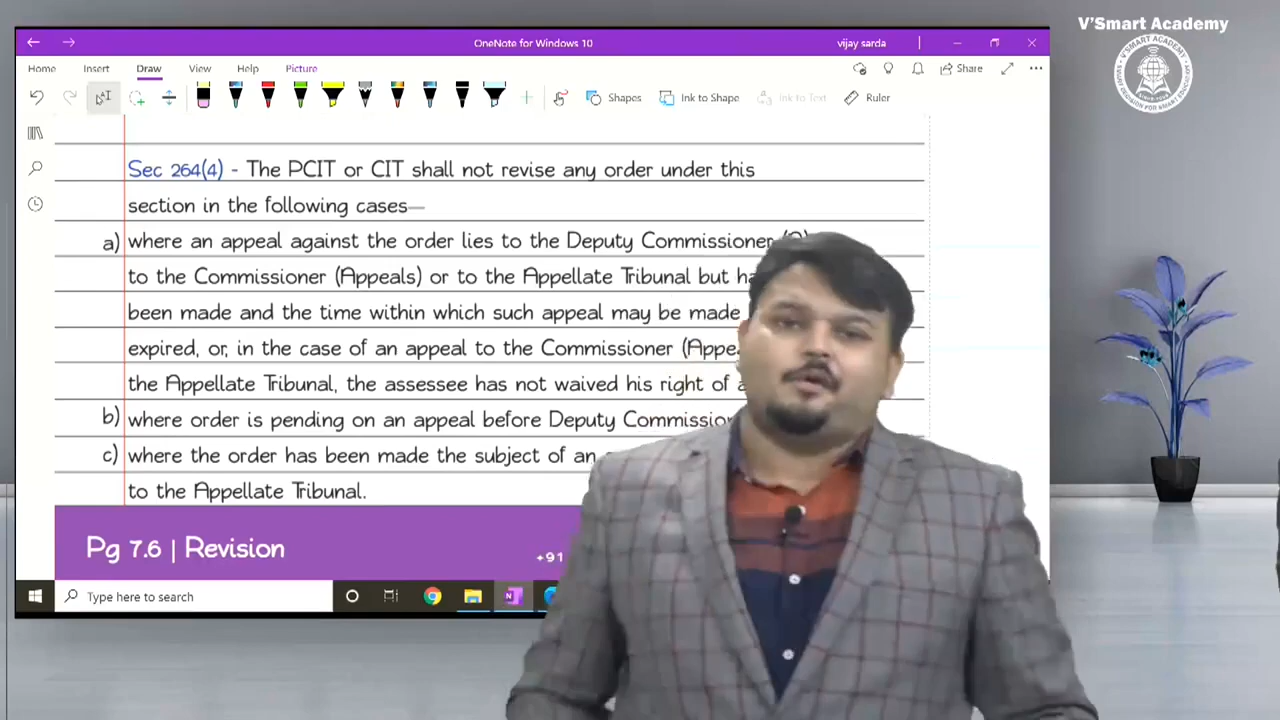 V'Smart Academy
OneNote for Windows 10
vijay sarda
Home Insert Draw View Help Picture
Share
Shapes Ink to Shape Ink to Text Ruler
Sec 264(4) - The PCIT or CIT shall not revise any order under this
section in the following cases—
a) where an appeal against the order lies to the Deputy Commissioner
to the Commissioner (Appeals) or to the Appellate Tribunal but
been made and the time within which such appeal may be made
expired, or, in the case of an appeal to the Commissioner
the Appellate Tribunal, the assessee has not waived his right of
b) where order is pending on an appeal before Deputy
c) where the order has been made the subject of an
to the Appellate Tribunal.
Pg 7.6 | Revision
+91
Type here to search